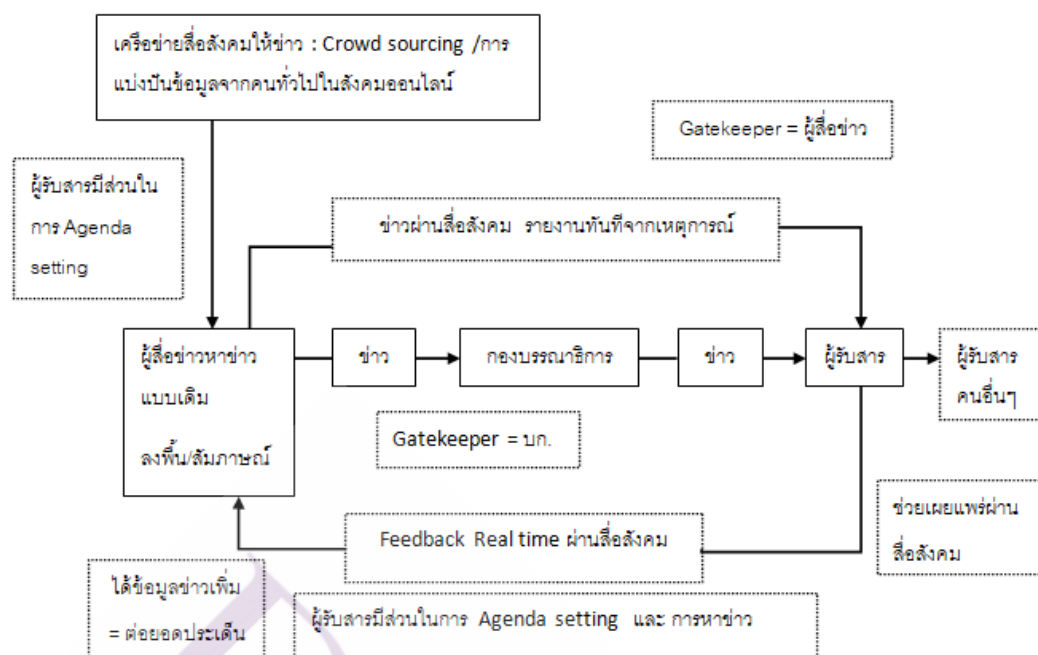 เครือข่ายสื่อสังคมให้ข่าว : Crowd sourcing /การ
แบ่งปันข้อมูลจากคนทั่วไปในสังคมออนไลน์
Gatekeeper = ผู้สื่อข่าว
ผู้รับสารมีส่วนใน
การ Agenda
setting
ข่าวผ่านสื่อสังคม รายงานทันทีจากเหตุการณ์
ผู้สื่อข่าวหาข่าว
แบบเดิม
ลงพื้น/สัมภาษณ์
ข่าว
กองบรรณาธิการ
ข่าว
ผู้รับสาร
ผู้รับสาร
คนอื่นๆ
Gatekeeper = บก.
ช่วยเผยแพร่ผ่าน
สื่อสังคม
Feedback Real time ผ่านสื่อสังคม
ได้ข้อมูลข่าวเพิ่ม
= ต่อยอดประเด็น
ผู้รับสารมีส่วนในการ Agenda setting และ การหาข่าว